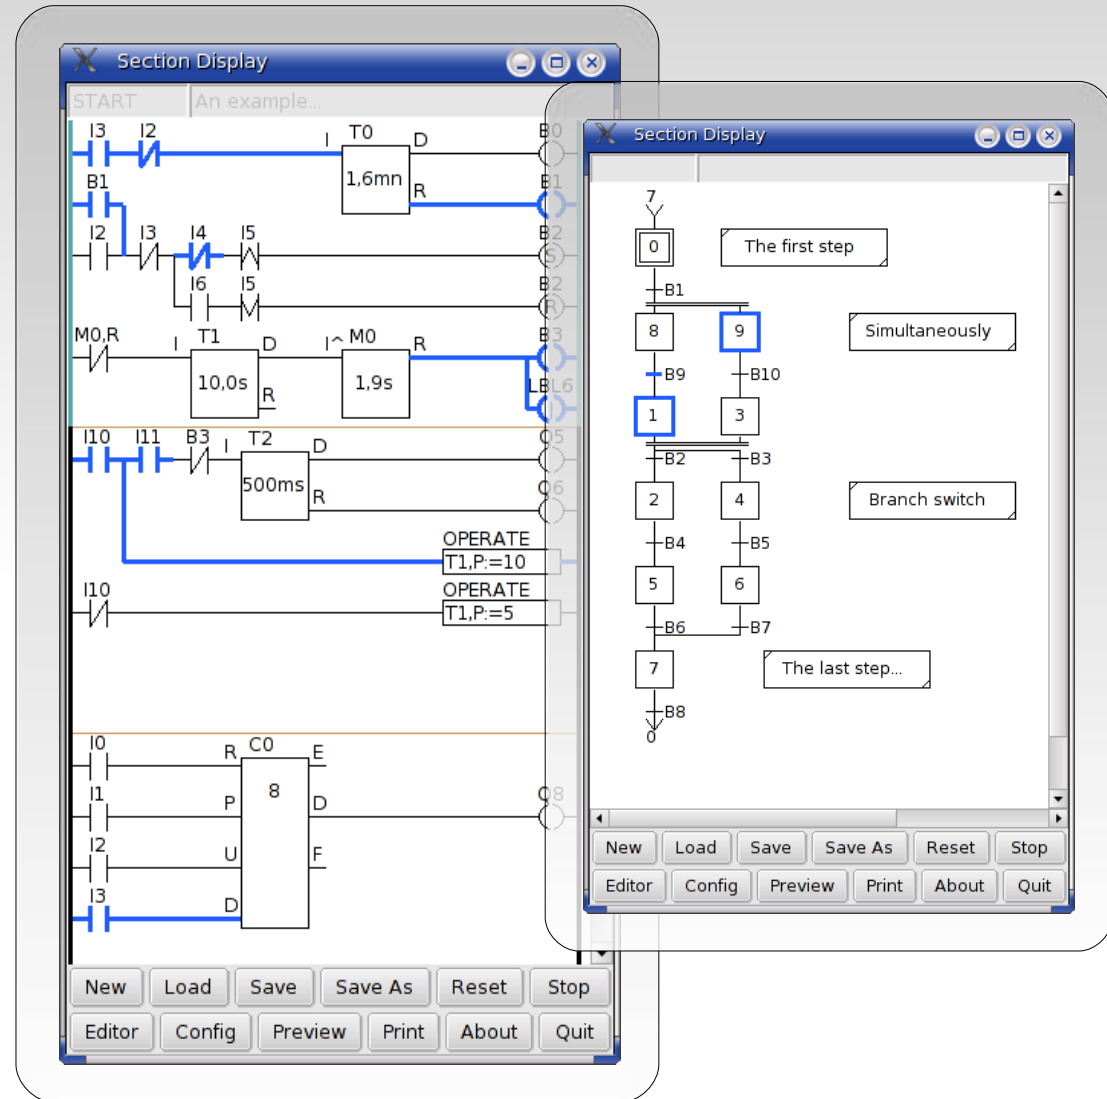 Section Display
START An example...
I3 I2 I T0 D B0
1,6mn
B1 R B1
I2 I3 I4 I5 B2
S
I6 I5 B2
R
M0,R I T1 D I^ M0 R B3
10,0s 1,9s
R LBL6
I10 I11 B3 I T2 D Q5
500ms
R Q6
OPERATE
T1,P:=10
I10 OPERATE
T1,P:=5
I0 R C0 E
8
I1 P D Q8
I2 U F
I3 D
New Load Save Save As Reset Stop
Editor Config Preview Print About Quit
Section Display
7
0 The first step
B1
8 9 Simultaneously
B9 B10
1 3
B2 B3
2 4 Branch switch
B4 B5
5 6
B6 B7
7 The last step...
B8
0
New Load Save Save As Reset Stop
Editor Config Preview Print About Quit